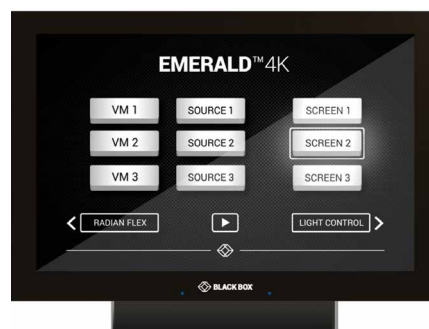 EMERALD™4K
VM 1 SOURCE 1 SCREEN 1
VM 2 SOURCE 2 SCREEN 2
VM 3 SOURCE 3 SCREEN 3
RADIAN FLEX LIGHT CONTROL
BLACK BOX